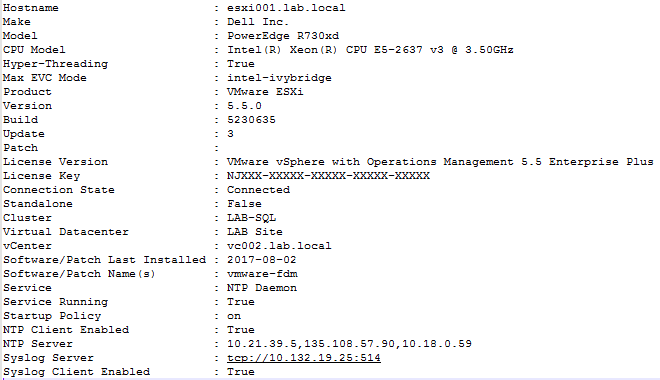 Hostname : esxi001.lab.local
Make : Dell Inc.
Model : PowerEdge R730xd
CPU Model : Intel(R) Xeon(R) CPU E5-2637 v3 @ 3.50GHz
Hyper-Threading : True
Max EVC Mode : intel-ivybridge
Product : VMware ESXi
Version : 5.5.0
Build : 5230635
Update : 3
Patch :
License Version : VMware vSphere with Operations Management 5.5 Enterprise Plus
License Key : NJXXX-XXXXX-XXXXX-XXXXX-XXXXX
Connection State : Connected
Standalone : False
Cluster : LAB-SQL
Virtual Datacenter : LAB Site
vCenter : vc002.lab.local
Software/Patch Last Installed : 2017-08-02
Software/Patch Name(s) : vmware-fdm
Service : NTP Daemon
Service Running : True
Startup Policy : on
NTP Client Enabled : True
NTP Server : 10.21.39.5,135.108.57.90,10.18.0.59
Syslog Server : tcp://10.132.19.25:514
Syslog Client Enabled : True